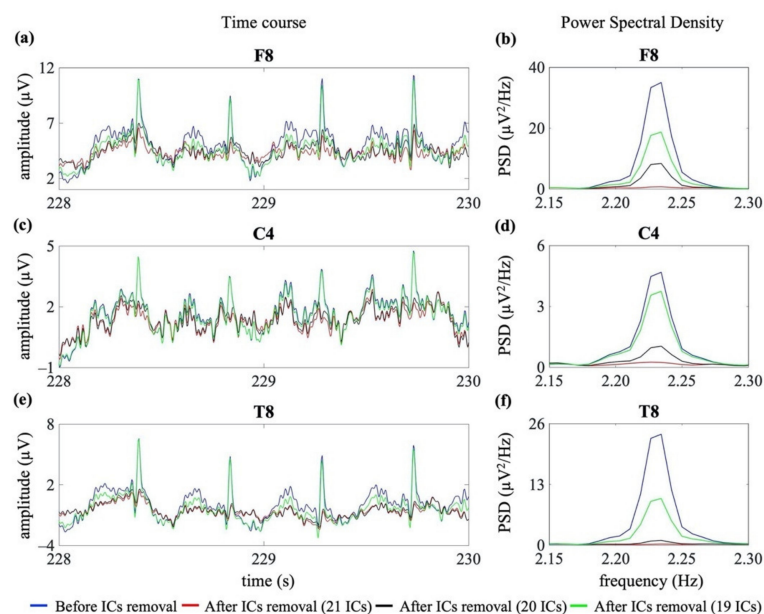 Time course
Power Spectral Density
(a)
F8
(b)
F8
amplitude (µV)
12
7
2
228
229
230
PSD (µV²/Hz)
40
20
0
2.15
2.20
2.25
2.30
(c)
C4
(d)
C4
amplitude (µV)
5
2
−1
228
229
230
PSD (µV²/Hz)
6
3
0
2.15
2.20
2.25
2.30
(e)
T8
(f)
T8
amplitude (µV)
8
2
−4
228
229
230
time (s)
PSD (µV²/Hz)
26
13
0
2.15
2.20
2.25
2.30
frequency (Hz)
Before ICs removal
After ICs removal (21 ICs)
After ICs removal (20 ICs)
After ICs removal (19 ICs)